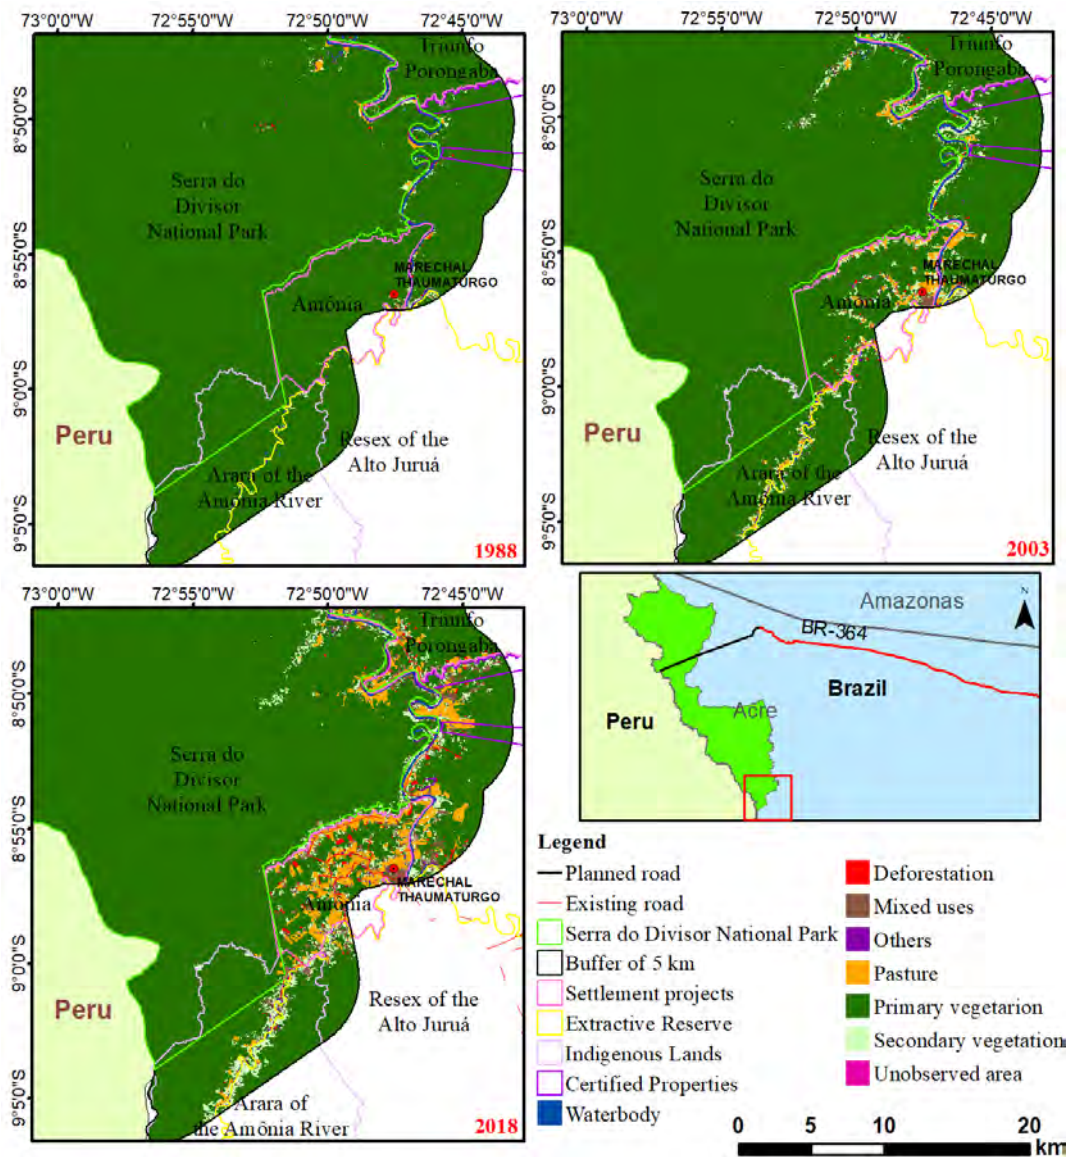 73°0'0"W 72°55'0"W 72°50'0"W 72°45'0"W
8°50'0"S
8°55'0"S
9°0'0"S
9°5'0"S
Triunfo
Porongaba
Serra do
Divisor
National Park
MARECHAL
THAUMATURGO
Amônia
Peru
Resex of the
Alto Juruá
Arara of the
Amônia River
1988
73°0'0"W 72°55'0"W 72°50'0"W 72°45'0"W
8°50'0"S
8°55'0"S
9°0'0"S
9°5'0"S
Triunfo
Porongaba
Serra do
Divisor
National Park
MARECHAL
THAUMATURGO
Amônia
Peru
Resex of the
Alto Juruá
Arara of the
Amônia River
2003
73°0'0"W 72°55'0"W 72°50'0"W 72°45'0"W
8°50'0"S
8°55'0"S
9°0'0"S
9°5'0"S
Triunfo
Porongaba
Serra do
Divisor
National Park
MARECHAL
THAUMATURGO
Amônia
Peru
Resex of the
Alto Juruá
Arara of
the Amônia River
2018
N
Amazonas
BR-364
Brazil
Peru
Acre
Legend
Planned road
Existing road
Serra do Divisor National Park
Buffer of 5 km
Settlement projects
Extractive Reserve
Indigenous Lands
Certified Properties
Waterbody
Deforestation
Mixed uses
Others
Pasture
Primary vegetarion
Secondary vegetation
Unobserved area
0 5 10 20
km